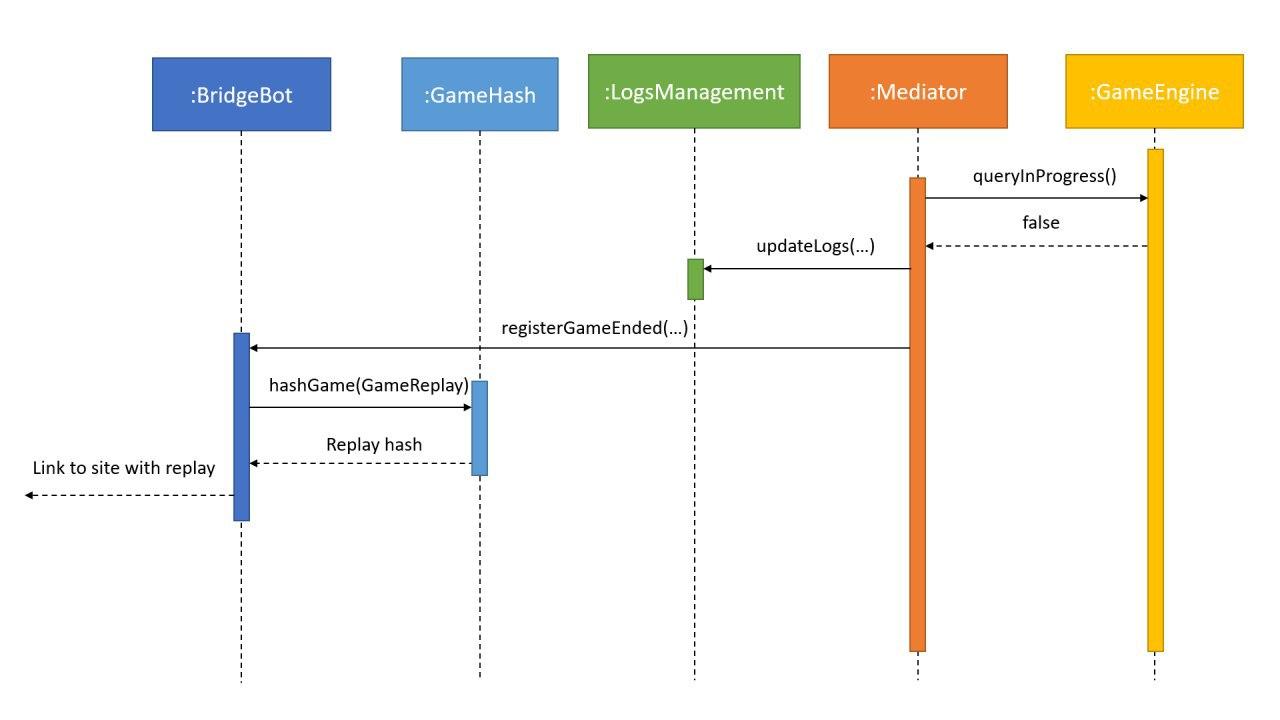 :BridgeBot
:GameHash
:LogsManagement
:Mediator
:GameEngine
queryInProgress()
false
updateLogs(...)
registerGameEnded(...)
hashGame(GameReplay)
Replay hash
Link to site with replay